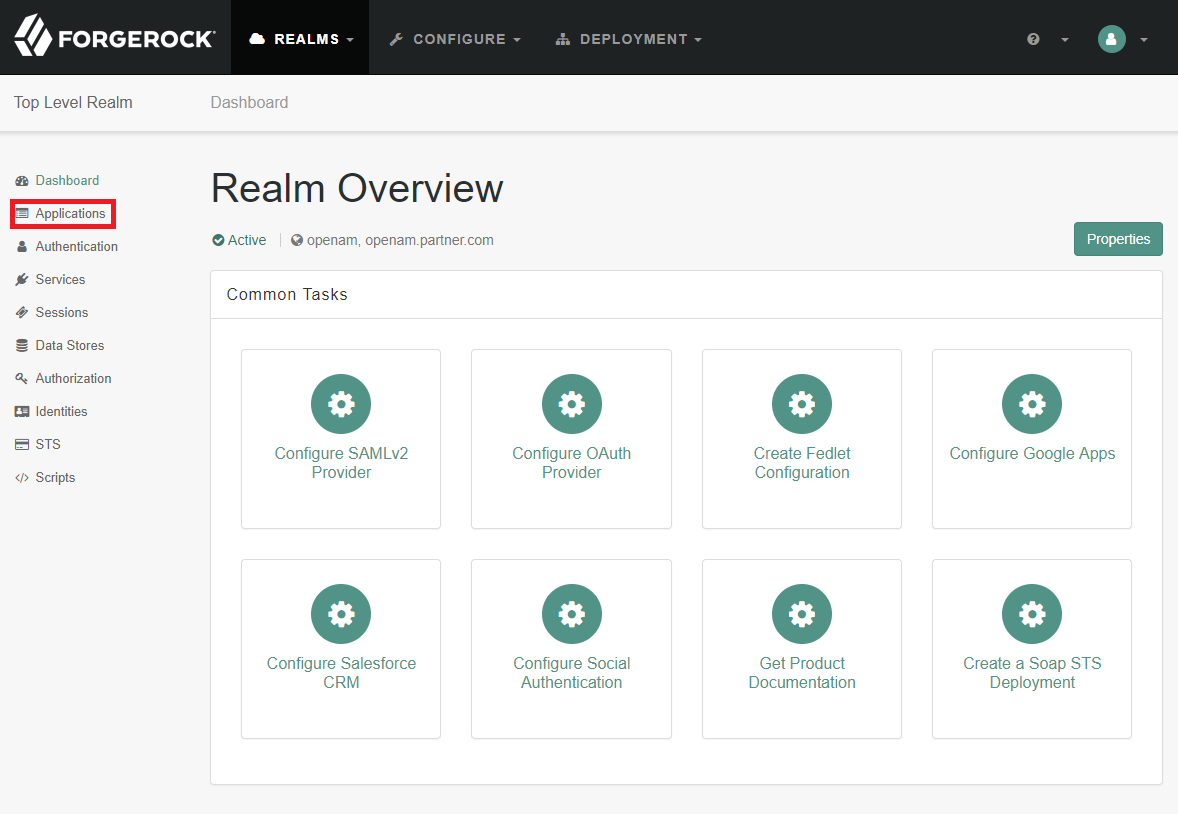 FORGEROCK
REALMS
CONFIGURE
DEPLOYMENT
Top Level Realm
Dashboard
Dashboard
Applications
Authentication
Services
Sessions
Data Stores
Authorization
Identities
STS
Scripts
Realm Overview
Active
openam, openam.partner.com
Properties
Common Tasks
Configure SAMLv2
Provider
Configure OAuth
Provider
Create Fedlet
Configuration
Configure Google Apps
Configure Salesforce
CRM
Configure Social
Authentication
Get Product
Documentation
Create a Soap STS
Deployment